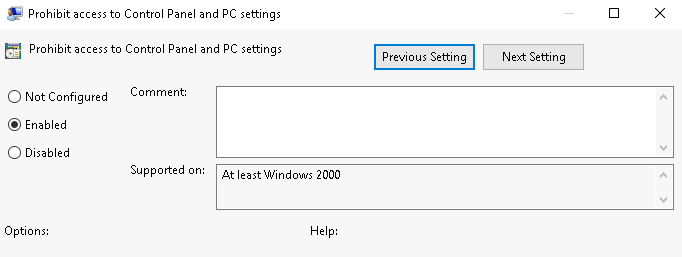 Prohibit access to Control Panel and PC settings
Prohibit access to Control Panel and PC settings
Previous Setting
Next Setting
Not Configured
Comment:
Enabled
Disabled
Supported on:
At least Windows 2000
Options:
Help: